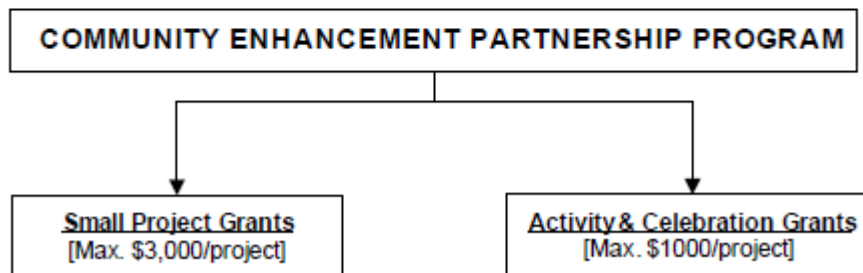 COMMUNITY ENHANCEMENT PARTNERSHIP PROGRAM
Small Project Grants
[Max. $3,000/project]
Activity & Celebration Grants
[Max. $1000/project]